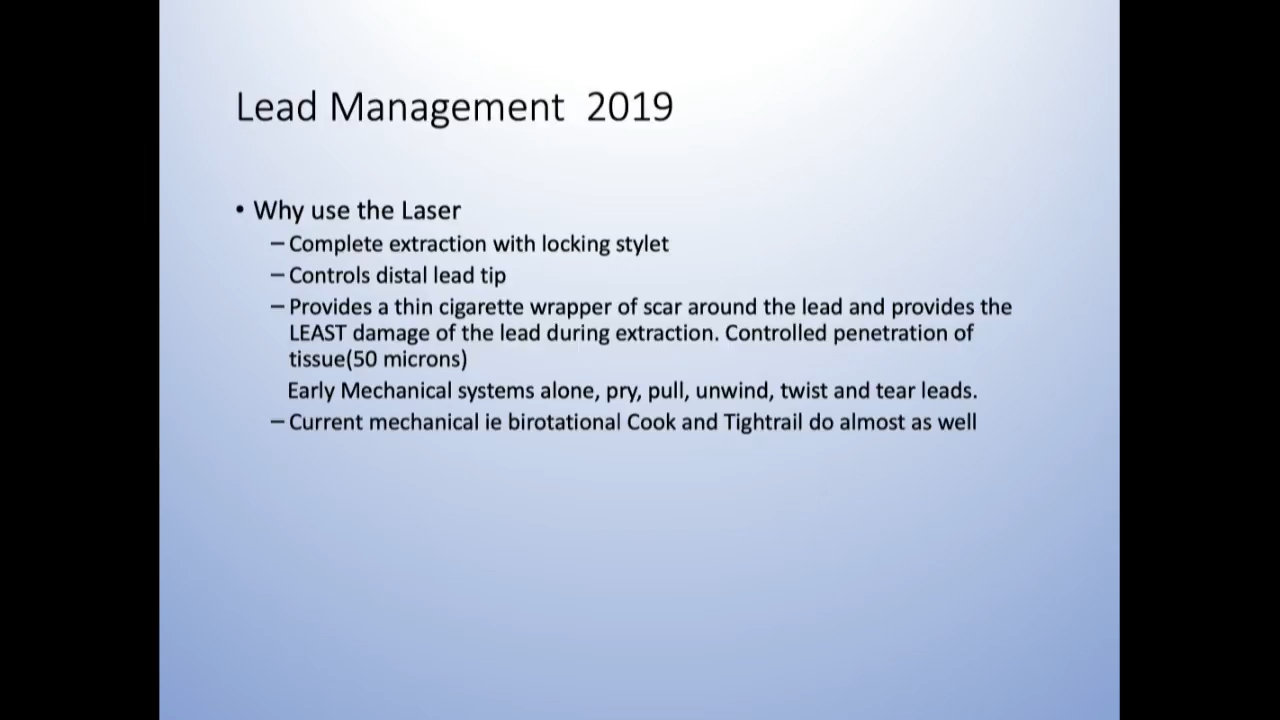 Lead Management 2019
• Why use the Laser
– Complete extraction with locking stylet
– Controls distal lead tip
– Provides a thin cigarette wrapper of scar around the lead and provides the
LEAST damage of the lead during extraction. Controlled penetration of
tissue(50 microns)
Early Mechanical systems alone, pry, pull, unwind, twist and tear leads.
– Current mechanical ie birotational Cook and Tightrail do almost as well